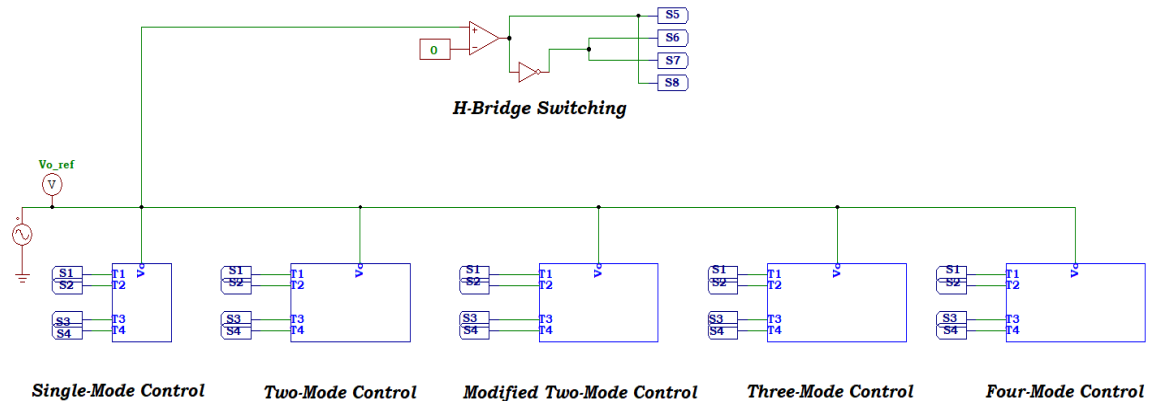 S5
0
S6
S7
S8
H-Bridge Switching
Vo_ref
V
S1 T1 Vo
S2 T2
S3 T3
S4 T4
S1 T1 Vo
S2 T2
S3 T3
S4 T4
S1 T1 Vo
S2 T2
S3 T3
S4 T4
S1 T1 Vo
S2 T2
S3 T3
S4 T4
S1 T1 Vo
S2 T2
S3 T3
S4 T4
Single-Mode Control
Two-Mode Control
Modified Two-Mode Control
Three-Mode Control
Four-Mode Control